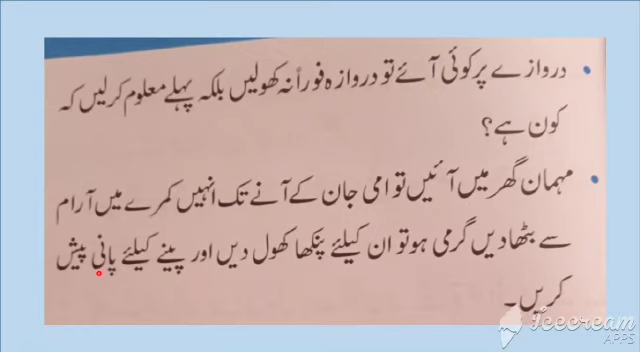 • دروازے پر کوئی آئے تو دروازہ فوراً نہ کھولیں بلکہ پہلے معلوم کرلیں کہ
کون ہے؟
• مہمان گھر میں آئیں تو امی جان کے آنے تک انہیں کمرے میں آرام
سے بٹھادیں گرمی ہو تو ان کیلئے پنکھا کھول دیں اور پینے کیلئے پانی پیش
کریں۔
Icecream
APPS